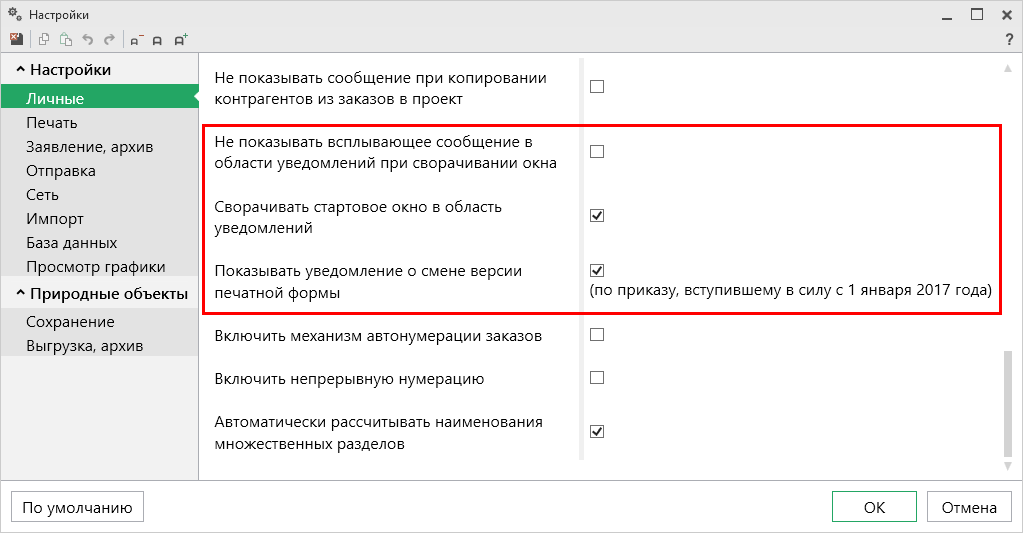 Настройки
?
Настройки
Личные
Печать
Заявление, архив
Отправка
Сеть
Импорт
База данных
Просмотр графики
Природные объекты
Сохранение
Выгрузка, архив
Не показывать сообщение при копировании
контрагентов из заказов в проект
Не показывать всплывающее сообщение в
области уведомлений при сворачивании окна
Сворачивать стартовое окно в область
уведомлений
Показывать уведомление о смене версии
печатной формы
(по приказу, вступившему в силу с 1 января 2017 года)
Включить механизм автонумерации заказов
Включить непрерывную нумерацию
Автоматически рассчитывать наименования
множественных разделов
По умолчанию
ОК
Отмена